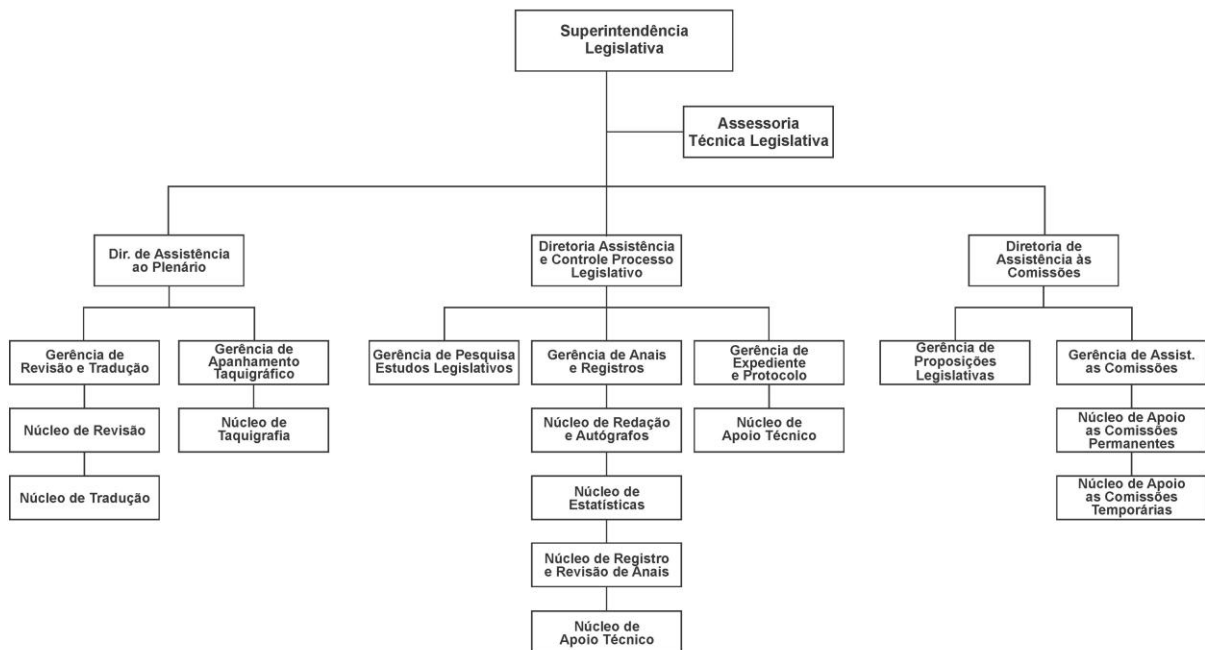 Superintendência
Legislativa
Assessoria
Técnica Legislativa
Dir. de Assistência
ao Plenário
Diretoria Assistência
e Controle Processo
Legislativo
Diretoria de
Assistência às
Comissões
Gerência de
Revisão e Tradução
Gerência de
Apanhamento
Taquigráfico
Gerência de Pesquisa
Estudos Legislativos
Gerência de Anais
e Registros
Gerência de
Expediente
e Protocolo
Gerência de
Proposições
Legislativas
Gerência de Assist.
as Comissões
Núcleo de Revisão
Núcleo de
Taquigrafia
Núcleo de Redação
e Autógrafos
Núcleo de
Apoio Técnico
Núcleo de Apoio
as Comissões
Permanentes
Núcleo de Tradução
Núcleo de
Estatísticas
Núcleo de Apoio
as Comissões
Temporárias
Núcleo de Registro
e Revisão de Anais
Núcleo de
Apoio Técnico